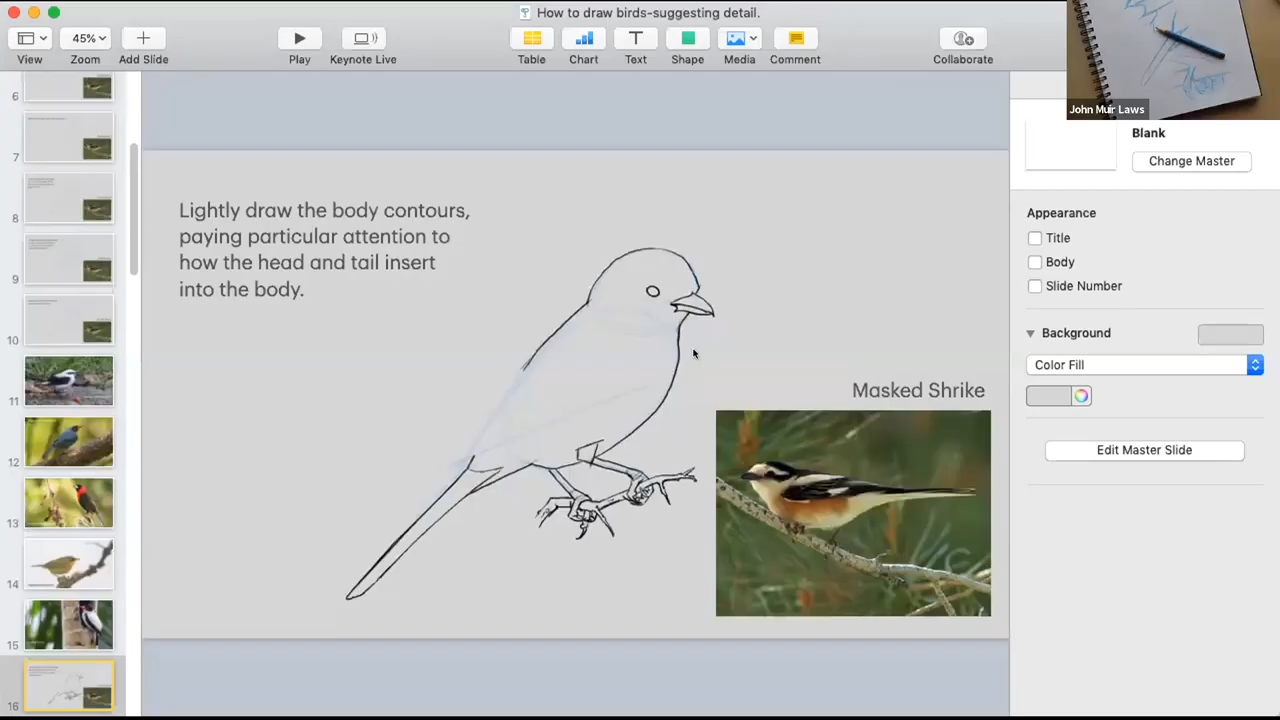 How to draw birds-suggesting detail.
45%
View
Zoom
Add Slide
Play
Keynote Live
Table
Chart
Text
Shape
Media
Comment
Collaborate
John Muir Laws
6
7
8
9
10
11
12
13
14
15
16
Lightly draw the body contours,
paying particular attention to
how the head and tail insert
into the body.
Masked Shrike
Blank
Change Master
Appearance
Title
Body
Slide Number
Background
Color Fill
Edit Master Slide